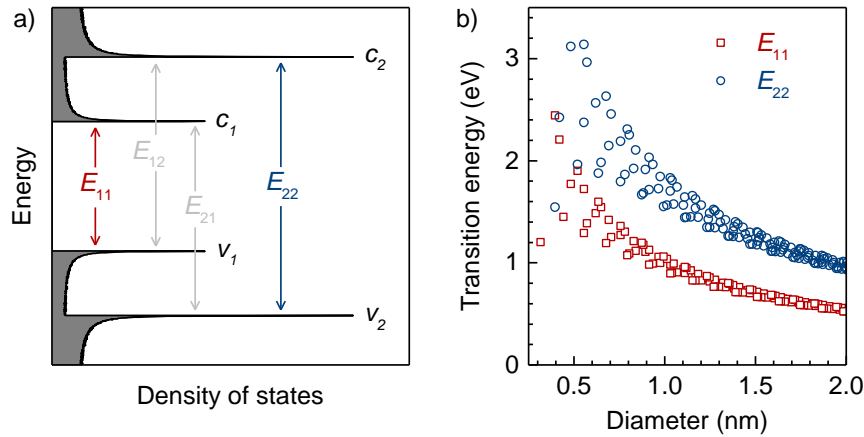 a)
Energy
c₂
c₁
E₁₂
E₁₁
E₂₂
E₂₁
v₁
v₂
Density of states
b)
Transition energy (eV)
3
2
1
0
E₁₁
E₂₂
0.5
1.0
1.5
2.0
Diameter (nm)